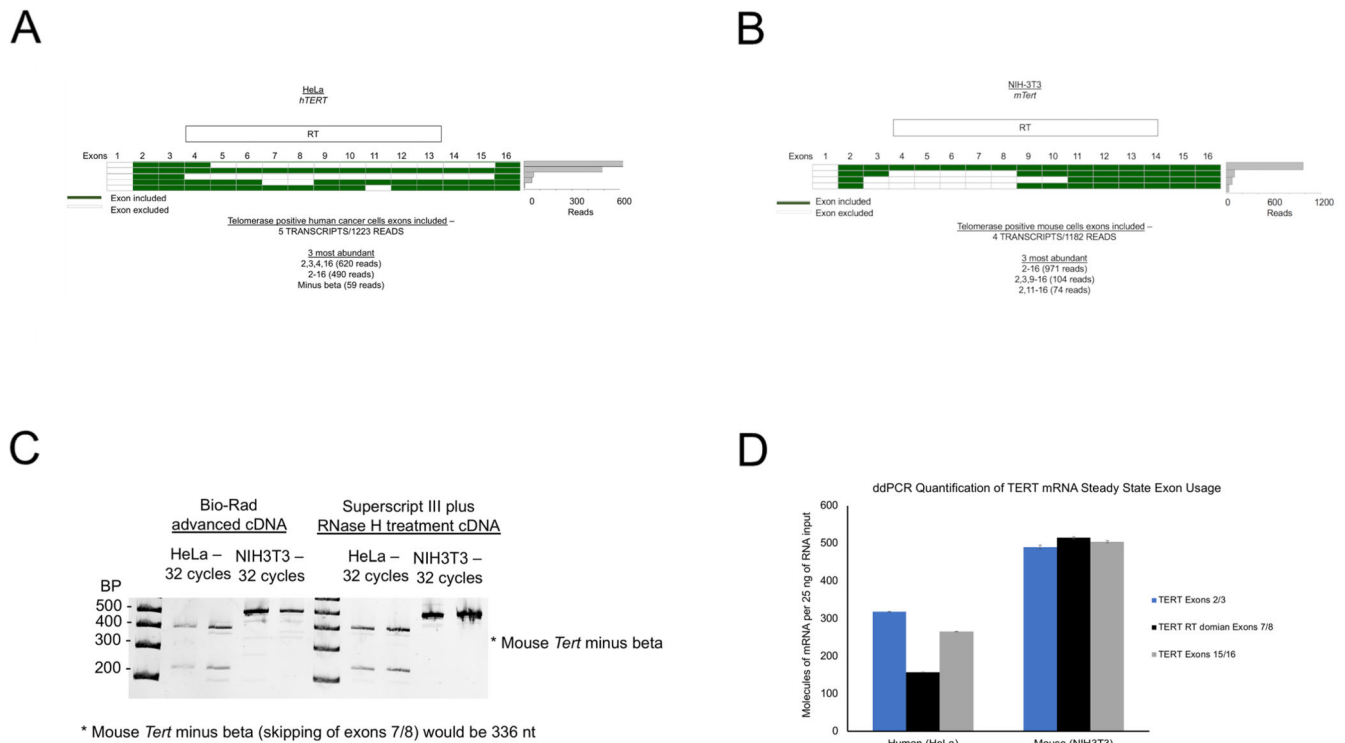 A
HeLa
hTERT
RT
Exons 1 2 3 4 5 6 7 8 9 10 11 12 13 14 15 16
Exon included
Exon excluded
0 300 600
Reads
Telomerase positive human cancer cells exons included –
5 TRANSCRIPTS/1223 READS
3 most abundant
2,3,4,16 (620 reads)
2-16 (490 reads)
Minus beta (59 reads)
B
NIH-3T3
mTert
RT
Exons 1 2 3 4 5 6 7 8 9 10 11 12 13 14 15 16
Exon included
Exon excluded
0 600 1200
Reads
Telomerase positive mouse cells exons included –
4 TRANSCRIPTS/1182 READS
3 most abundant
2-16 (971 reads)
2,3,9-16 (104 reads)
2,11-16 (74 reads)
C
Bio-Rad
advanced cDNA
Superscript III plus
RNase H treatment cDNA
HeLa –
32 cycles
NIH3T3 –
32 cycles
HeLa –
32 cycles
NIH3T3 –
32 cycles
BP
500 -
400 -
300 -
200 -
* Mouse Tert minus beta
* Mouse Tert minus beta (skipping of exons 7/8) would be 336 nt
D
ddPCR Quantification of TERT mRNA Steady State Exon Usage
Molecules of mRNA per 25 ng of RNA input
600
500
400
300
200
100
0
Human (HeLa)
Mouse (NIH3T3)
TERT Exons 2/3
TERT RT domian Exons 7/8
TERT Exons 15/16